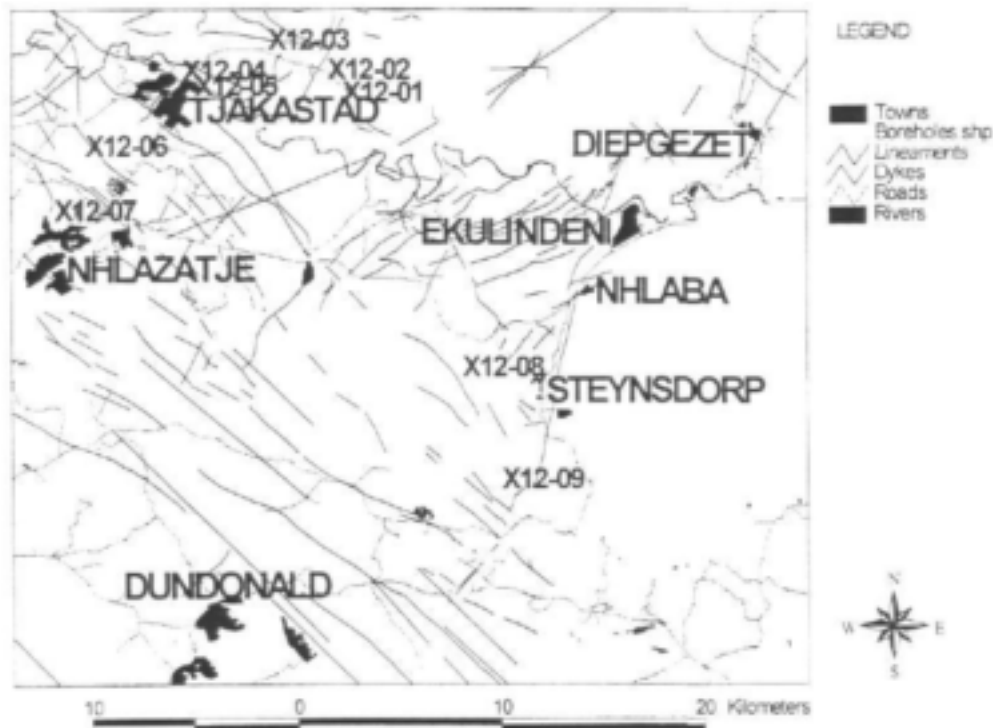 X12-03
LEGEND
X12-04
X12-02
X12-05
X12-01
TJAKASTAD
Towns
Boreholes shp
DIEPGEZET
X12-06
Lineaments
Dykes
Roads
X12-07
Rivers
EKULINDENI
NHLAZATJE
NHLABA
X12-08
STEYNSDORP
X12-09
DUNDONALD
N
W E
S
10 0 10 20 Kilometers